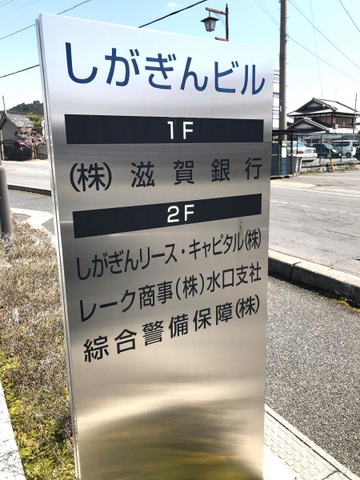 しがぎんビル
1F
(株)滋賀銀行
2F
しがぎんリース・キャピタル(株)
レーク商事(株)水口支社
綜合警備保障(株)